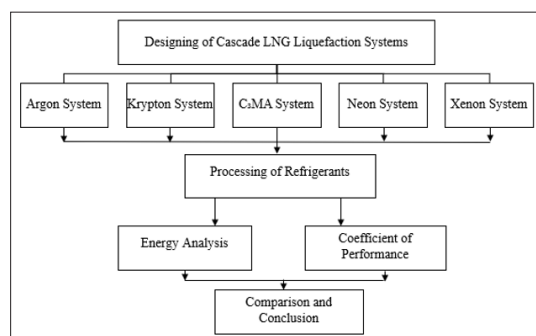 Designing of Cascade LNG Liquefaction Systems
Argon System
Krypton System
C₃MA System
Neon System
Xenon System
Processing of Refrigerants
Energy Analysis
Coefficient of
Performance
Comparison and
Conclusion